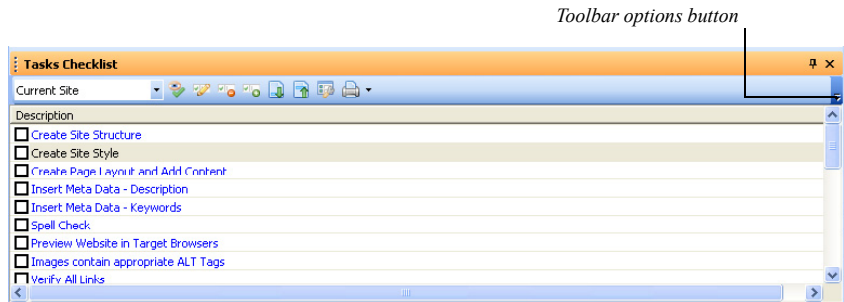 Toolbar options button
Tasks Checklist
Current Site
Description
Create Site Structure
Create Site Style
Create Page Layout and Add Content
Insert Meta Data - Description
Insert Meta Data - Keywords
Spell Check
Preview Website in Target Browsers
Images contain appropriate ALT Tags
Verify All Links